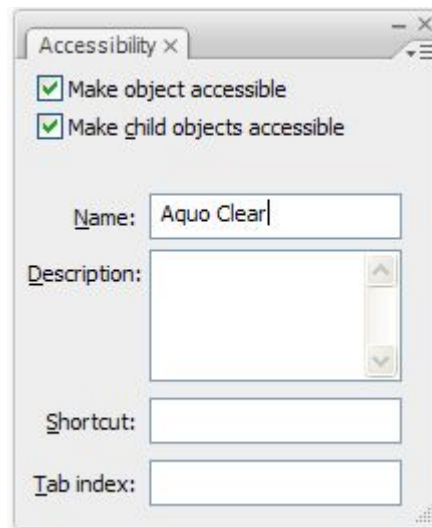 Accessibility
Make object accessible
Make child objects accessible
Name: Aquo Clear
Description:
Shortcut:
Tab index: